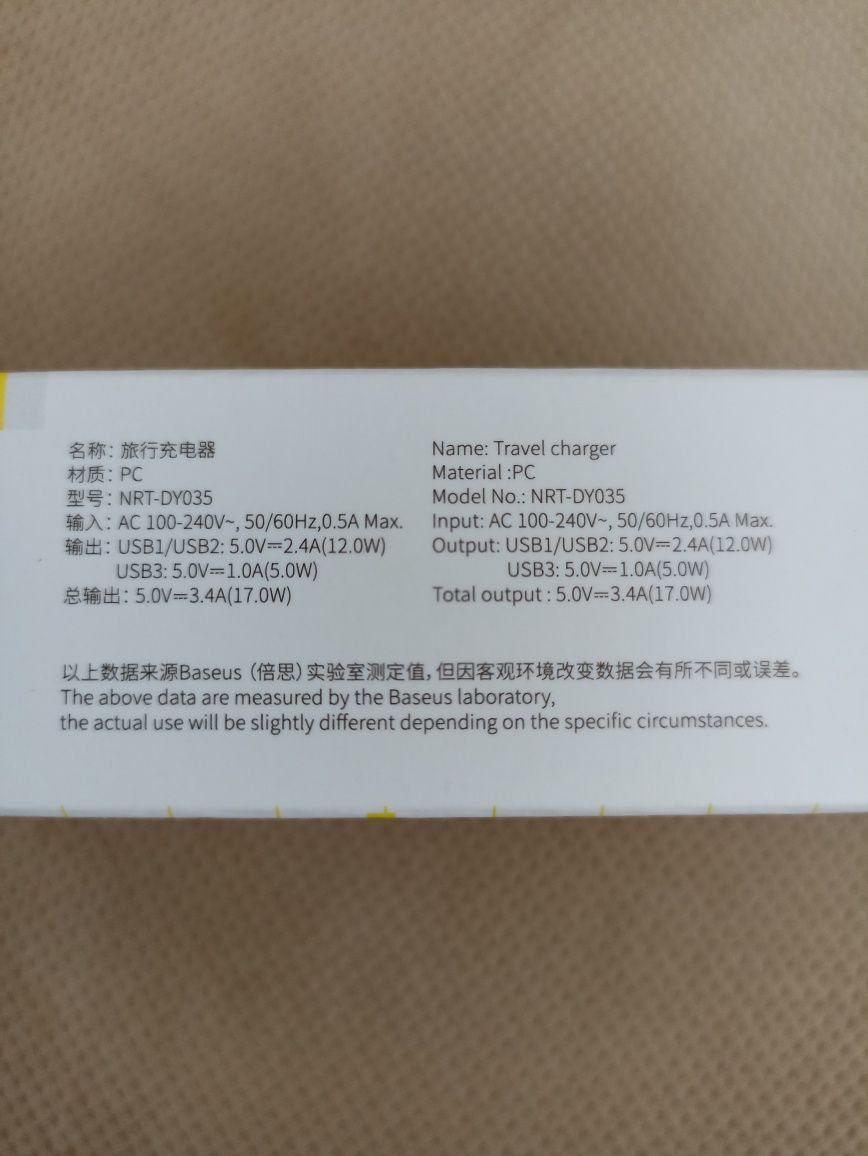 名称：旅行充电器
材质：PC
型号：NRT-DY035
输入：AC 100-240V~, 50/60Hz,0.5A Max.
输出：USB1/USB2: 5.0V⎓2.4A(12.0W)
USB3: 5.0V⎓1.0A(5.0W)
总输出：5.0V⎓3.4A(17.0W)
Name: Travel charger
Material :PC
Model No.: NRT-DY035
Input: AC 100-240V~, 50/60Hz,0.5A Max.
Output: USB1/USB2: 5.0V⎓2.4A(12.0W)
USB3: 5.0V⎓1.0A(5.0W)
Total output : 5.0V⎓3.4A(17.0W)
以上数据来源Baseus（倍思）实验室测定值，但因客观环境改变数据会有所不同或误差。
The above data are measured by the Baseus laboratory,
the actual use will be slightly different depending on the specific circumstances.